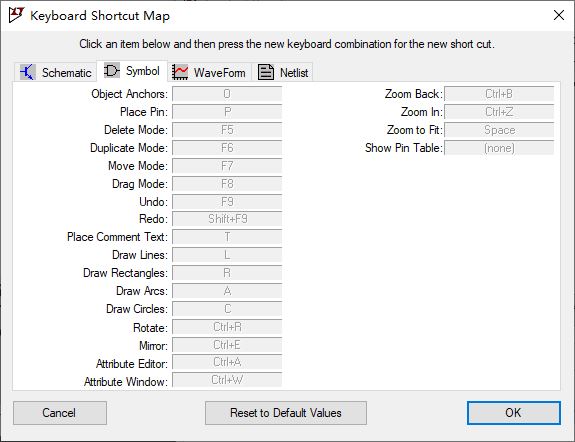 Keyboard Shortcut Map
Click an item below and then press the new keyboard combination for the new short cut.
Schematic Symbol WaveForm Netlist
Object Anchors: O
Place Pin: P
Delete Mode: F5
Duplicate Mode: F6
Move Mode: F7
Drag Mode: F8
Undo: F9
Redo: Shift+F9
Place Comment Text: T
Draw Lines: L
Draw Rectangles: R
Draw Arcs: A
Draw Circles: C
Rotate: Ctrl+R
Mirror: Ctrl+E
Attribute Editor: Ctrl+A
Attribute Window: Ctrl+W
Zoom Back: Ctrl+B
Zoom In: Ctrl+Z
Zoom to Fit: Space
Show Pin Table: (none)
Cancel Reset to Default Values OK